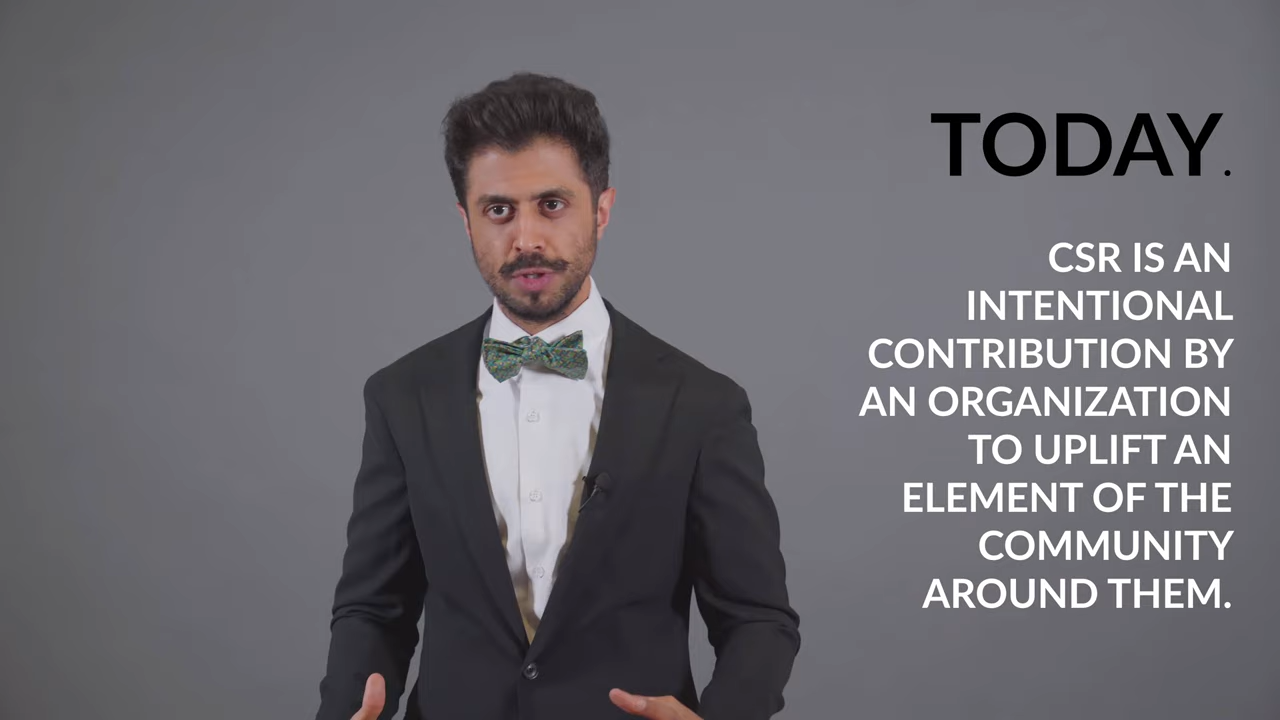 TODAY.
CSR IS AN
INTENTIONAL
CONTRIBUTION BY
AN ORGANIZATION
TO UPLIFT AN
ELEMENT OF THE
COMMUNITY
AROUND THEM.